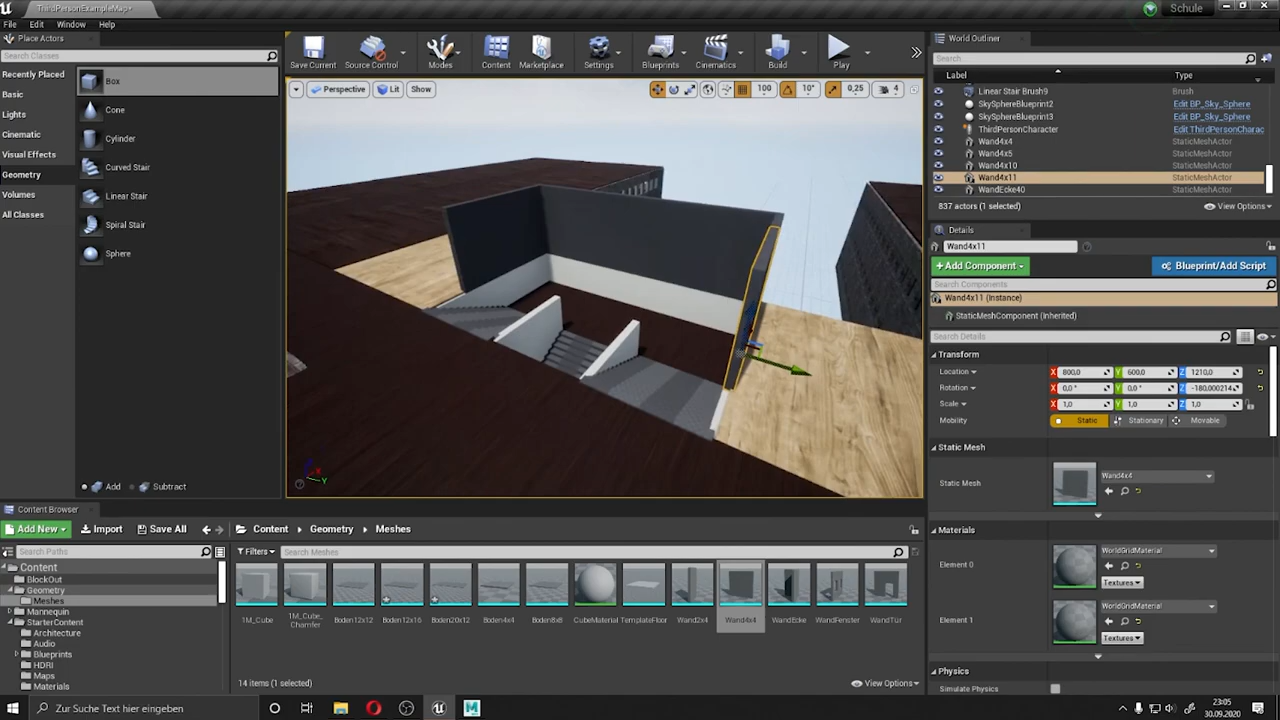 ThirdPersonExampleMap*
Schule
File Edit Window Help
Place Actors
Search Classes
Recently Placed
Basic
Lights
Cinematic
Visual Effects
Geometry
Volumes
All Classes
Box
Cone
Cylinder
Curved Stair
Linear Stair
Spiral Stair
Sphere
Add Subtract
Save Current Source Control Modes Content Marketplace Settings Blueprints Cinematics Build Play
Perspective Lit Show 100 10° 0,25 4
X
Y
World Outliner
Search...
Label Type
Linear Stair Brush9 Brush
SkySphereBlueprint2 Edit BP_Sky_Sphere
SkySphereBlueprint3 Edit BP_Sky_Sphere
ThirdPersonCharacter Edit ThirdPersonCharac
Wand4x4 StaticMeshActor
Wand4x5 StaticMeshActor
Wand4x10 StaticMeshActor
Wand4x11 StaticMeshActor
WandEcke40 StaticMeshActor
837 actors (1 selected) View Options
Details
Wand4x11
+Add Component Blueprint/Add Script
Search Components
Wand4x11 (Instance)
StaticMeshComponent (Inherited)
Search Details
Transform
Location X 800,0 Y 600,0 Z 1210,0
Rotation X 0,0 ° Y 0,0 ° Z -180,000214
Scale X 1,0 Y 1,0 Z 1,0
Mobility Static Stationary Movable
Static Mesh
Static Mesh Wand4x4
Materials
Element 0 WorldGridMaterial
Textures
Element 1 WorldGridMaterial
Textures
Physics
Simulate Physics
Content Browser
Add New Import Save All Content Geometry Meshes
Search Paths
Filters Search Meshes
Content
BlockOut
Geometry
Meshes
Mannequin
StarterContent
Architecture
Audio
Blueprints
HDRI
Maps
Materials
1M_Cube 1M_Cube_Chamfer Boden12x12 Boden12x16 Boden20x12 Boden4x4 Boden8x8 CubeMaterial TemplateFloor Wand2x4 Wand4x4 WandEcke WandFenster WandTür
14 items (1 selected) View Options
Zur Suche Text hier eingeben
23:05
30.09.2020